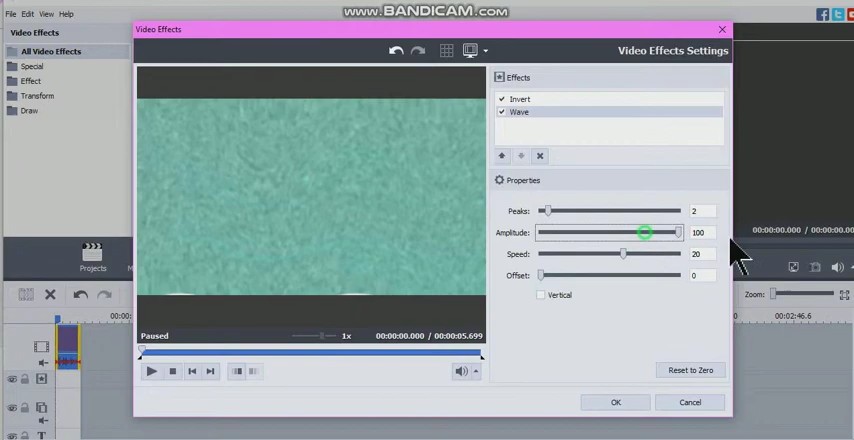 www.BANDICAM.com
File Edit View Help
Video Effects
All Video Effects
Special
Effect
Transform
Draw
Projects
Video Effects
Video Effects Settings
Effects
Invert
Wave
Properties
Peaks: 2
Amplitude: 100
Speed: 20
Offset: 0
Vertical
Paused 1x 00:00:00.000 / 00:00:05.699
Reset to Zero
OK Cancel
00:00:00.000 / 00:00:00.000
Zoom:
00:02:46.6
T